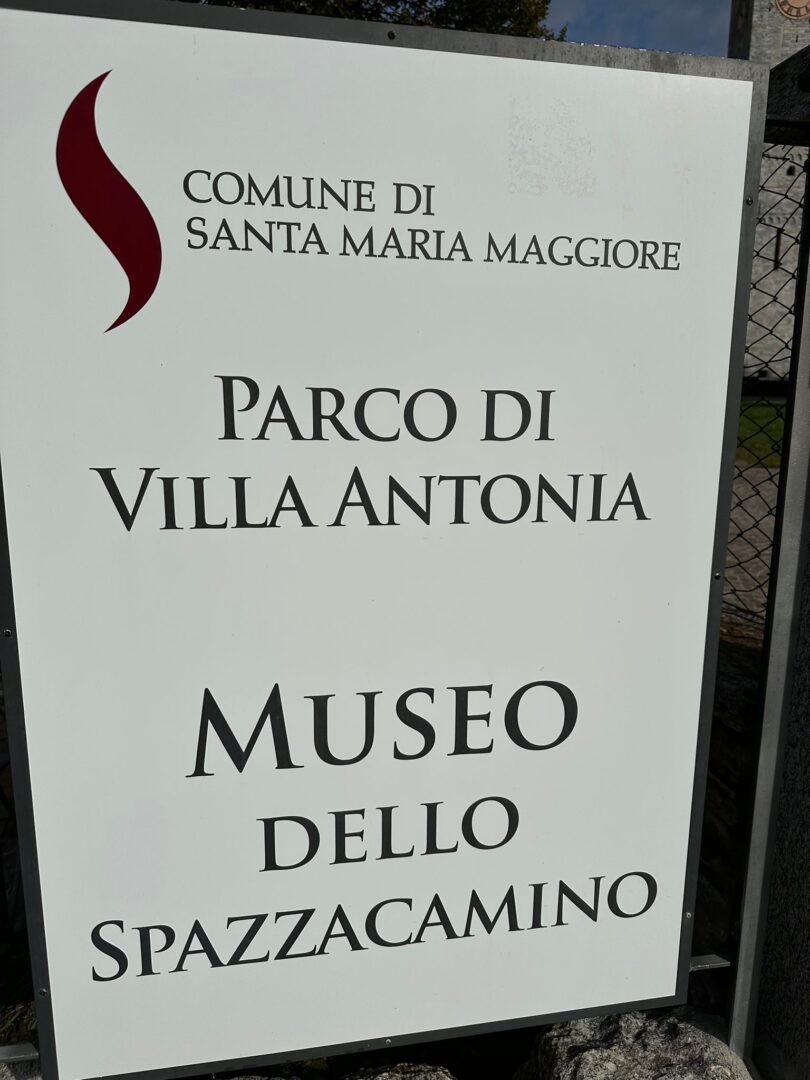 COMUNE DI
SANTA MARIA MAGGIORE
PARCO DI
VILLA ANTONIA
MUSEO
DELLO
SPAZZACAMINO